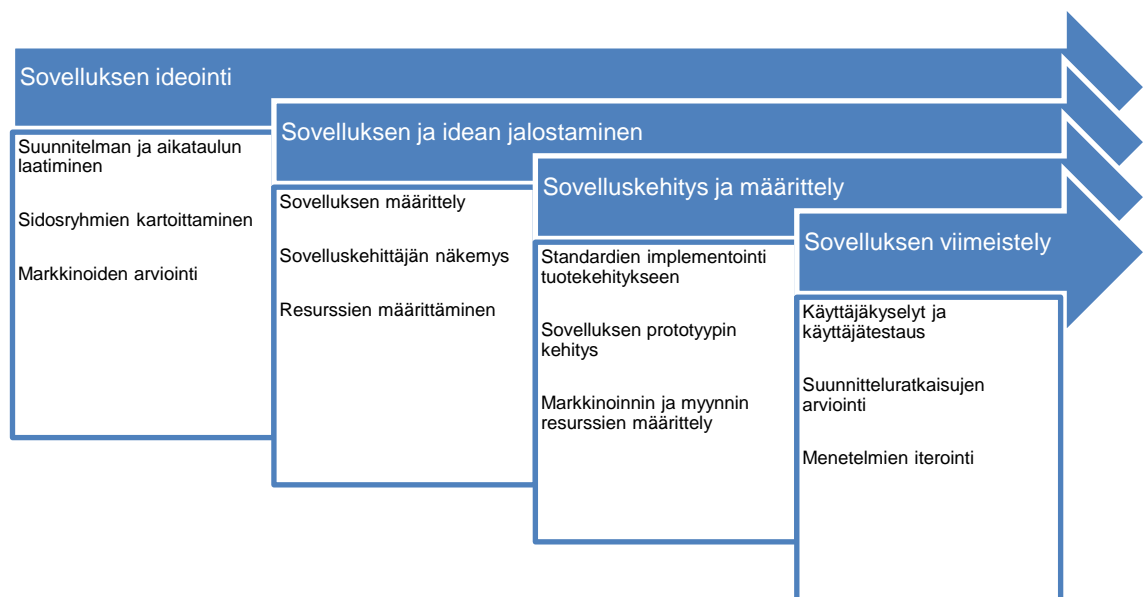 Sovelluksen ideointi
Suunnitelman ja aikataulun
laatiminen
Sidosryhmien kartoittaminen
Markkinoiden arviointi
Sovelluksen ja idean jalostaminen
Sovelluksen määrittely
Sovelluskehittäjän näkemys
Resurssien määrittäminen
Sovelluskehitys ja määrittely
Standardien implementointi
tuotekehitykseen
Sovelluksen prototyypin
kehitys
Markkinoinnin ja myynnin
resurssien määrittely
Sovelluksen viimeistely
Käyttäjäkyselyt ja
käyttäjätestaus
Suunnitteluratkaisujen
arviointi
Menetelmien iterointi